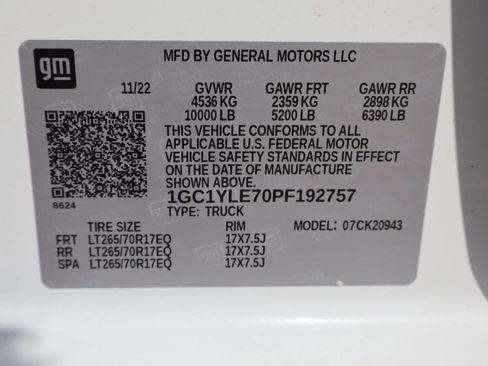 gm
MFD BY GENERAL MOTORS LLC
11/22 GVWR GAWR FRT GAWR RR
4536 KG 2359 KG 2898 KG
10000 LB 5200 LB 6390 LB
THIS VEHICLE CONFORMS TO ALL
APPLICABLE U.S. FEDERAL MOTOR
VEHICLE SAFETY STANDARDS IN EFFECT
ON THE DATE OF MANUFACTURE
SHOWN ABOVE.
8624
1GC1YLE70PF192757
TYPE: TRUCK MODEL: 07CK20943
TIRE SIZE RIM
FRT LT265/70R17EQ 17X7.5J
RR LT265/70R17EQ 17X7.5J
SPA LT265/70R17EQ 17X7.5J